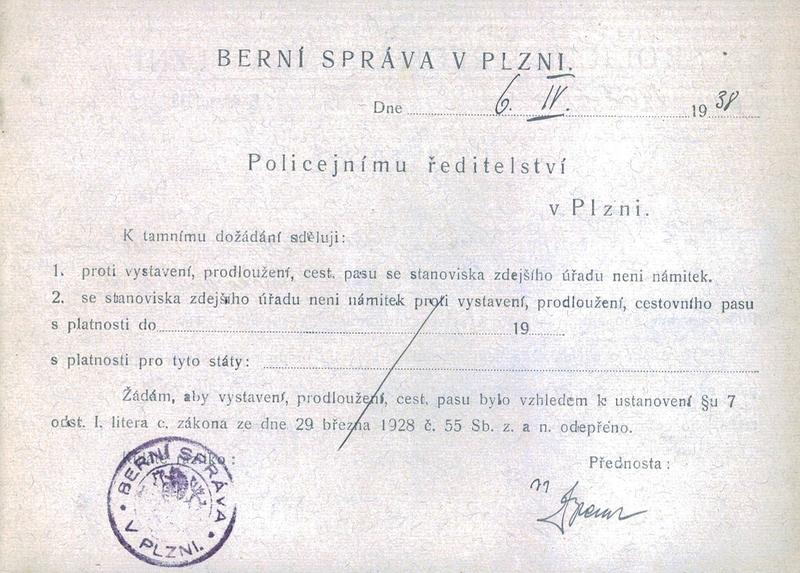 BERNÍ SPRÁVA V PLZNI.
Dne 6. IV. 1938
Policejnímu ředitelství
v Plzni.
K tamnímu dožádání sděluji:
1. proti vystavení, prodloužení, cest. pasu se stanoviska zdejšího úřadu neni námitek.
2. se stanoviska zdejšího úřadu neni námitek proti vystavení, prodloužení, cestovního pasu
s platnosti do 19
s platnosti pro tyto státy:
Žádám, aby vystavení, prodloužení, cest. pasu bylo vzhledem k ustanovení §u 7
odst. I. litera c. zákona ze dne 29 března 1928 č. 55 Sb. z. a n. odepřeno.
Přednosta:
BERNÍ SPRÁVA
V PLZNI.